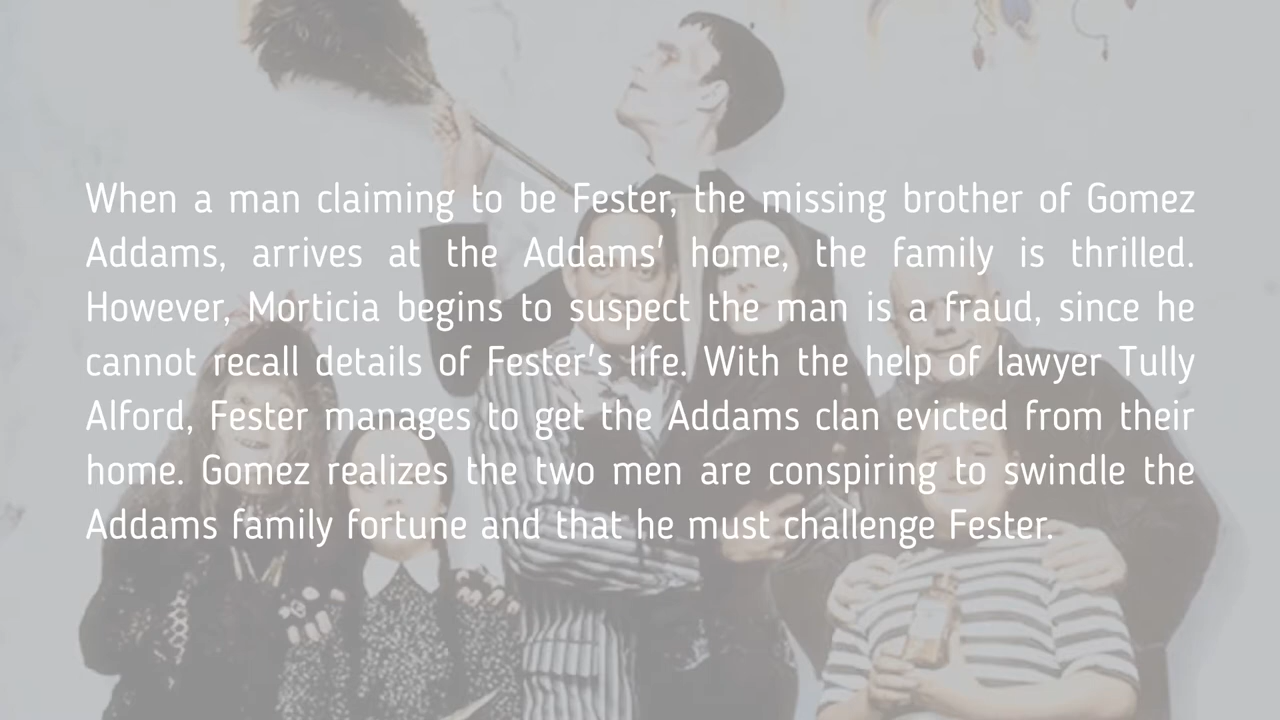 When a man claiming to be Fester, the missing brother of Gomez
Addams, arrives at the Addams' home, the family is thrilled.
However, Morticia begins to suspect the man is a fraud, since he
cannot recall details of Fester's life. With the help of lawyer Tully
Alford, Fester manages to get the Addams clan evicted from their
home. Gomez realizes the two men are conspiring to swindle the
Addams family fortune and that he must challenge Fester.